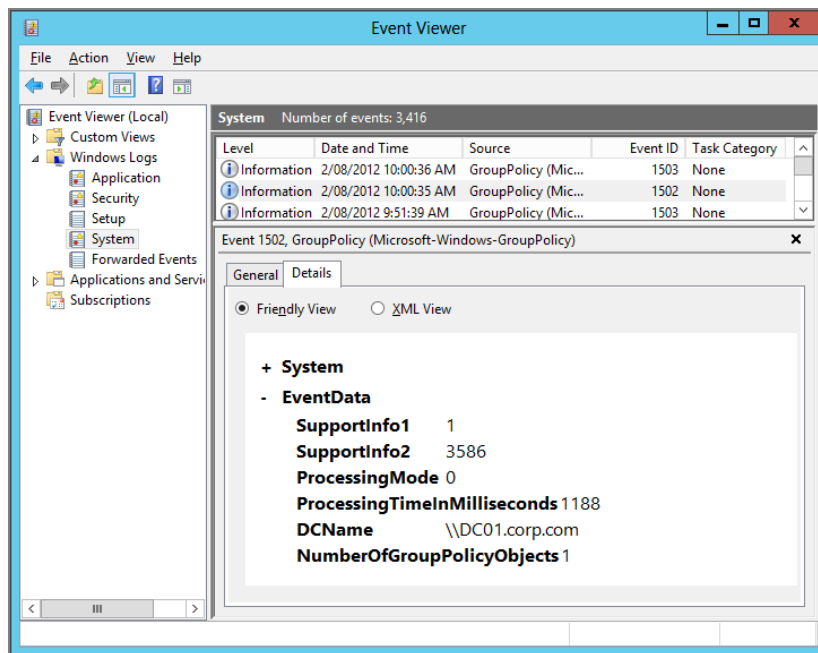 Event Viewer
File Action View Help
Event Viewer (Local)
Custom Views
Windows Logs
Application
Security
Setup
System
Forwarded Events
Applications and Servi
Subscriptions
System Number of events: 3,416
Level Date and Time Source Event ID Task Category
Information 2/08/2012 10:00:36 AM GroupPolicy (Mic... 1503 None
Information 2/08/2012 10:00:35 AM GroupPolicy (Mic... 1502 None
Information 2/08/2012 9:51:39 AM GroupPolicy (Mic... 1503 None
Event 1502, GroupPolicy (Microsoft-Windows-GroupPolicy)
General Details
Friendly View XML View
+ System
- EventData
SupportInfo1 1
SupportInfo2 3586
ProcessingMode 0
ProcessingTimeInMilliseconds 1188
DCName \\DC01.corp.com
NumberOfGroupPolicyObjects 1